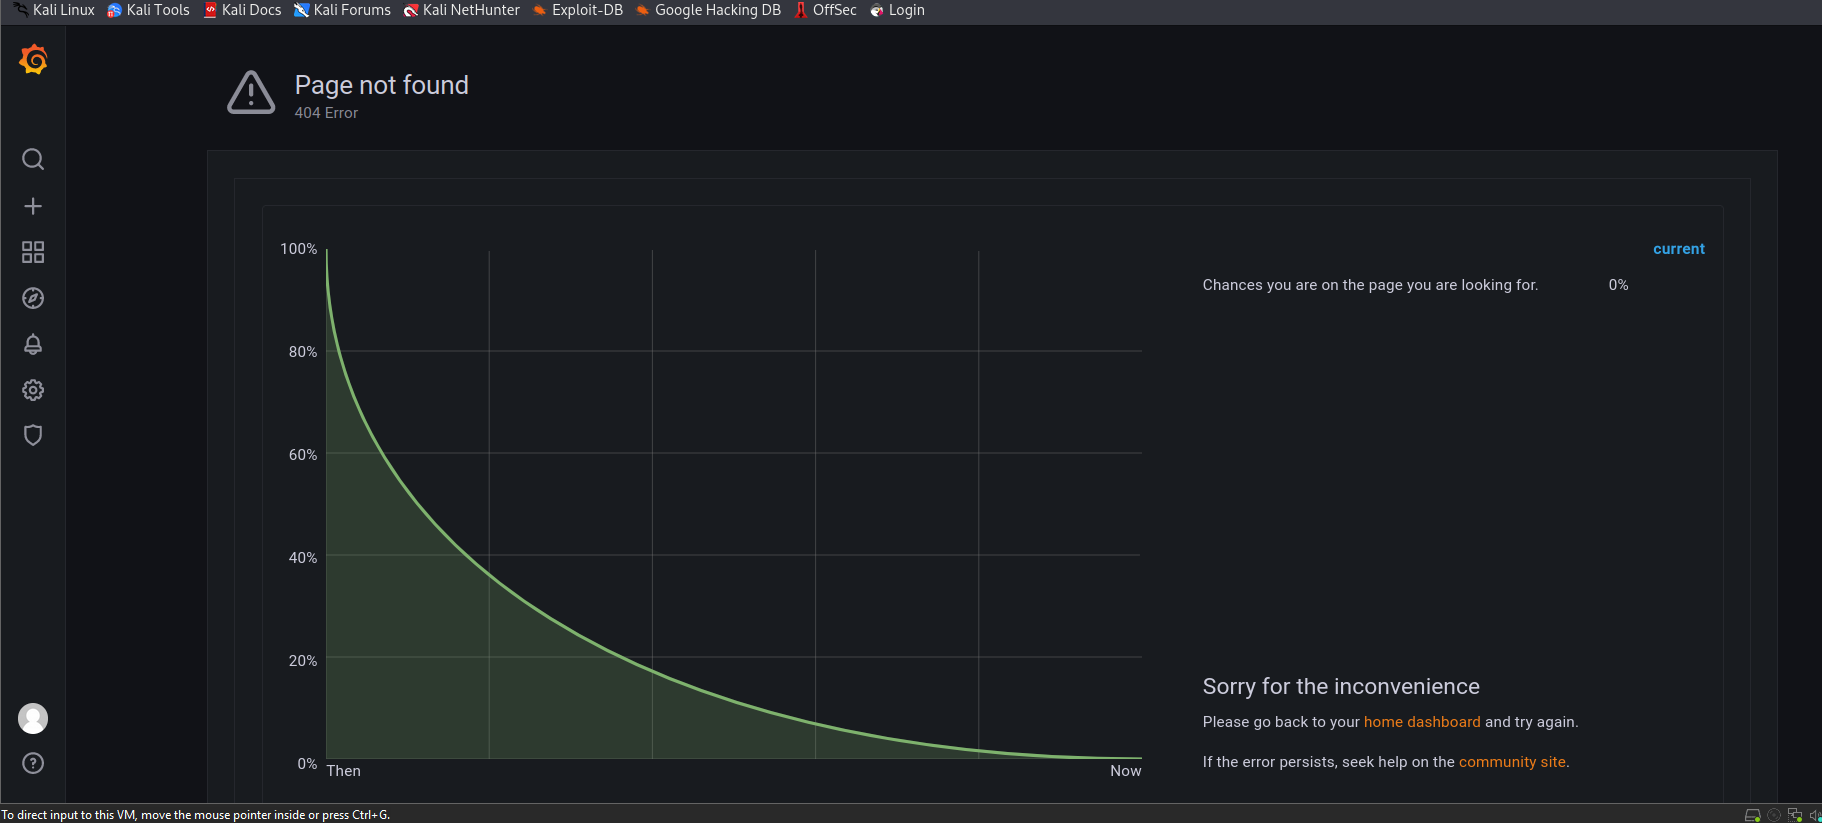 Kali Linux Kali Tools Kali Docs Kali Forums Kali NetHunter Exploit-DB Google Hacking DB OffSec Login
Page not found
404 Error
100%
80%
60%
40%
20%
0%
Then Now
current
Chances you are on the page you are looking for. 0%
Sorry for the inconvenience
Please go back to your home dashboard and try again.
If the error persists, seek help on the community site.
To direct input to this VM, move the mouse pointer inside or press Ctrl+G.